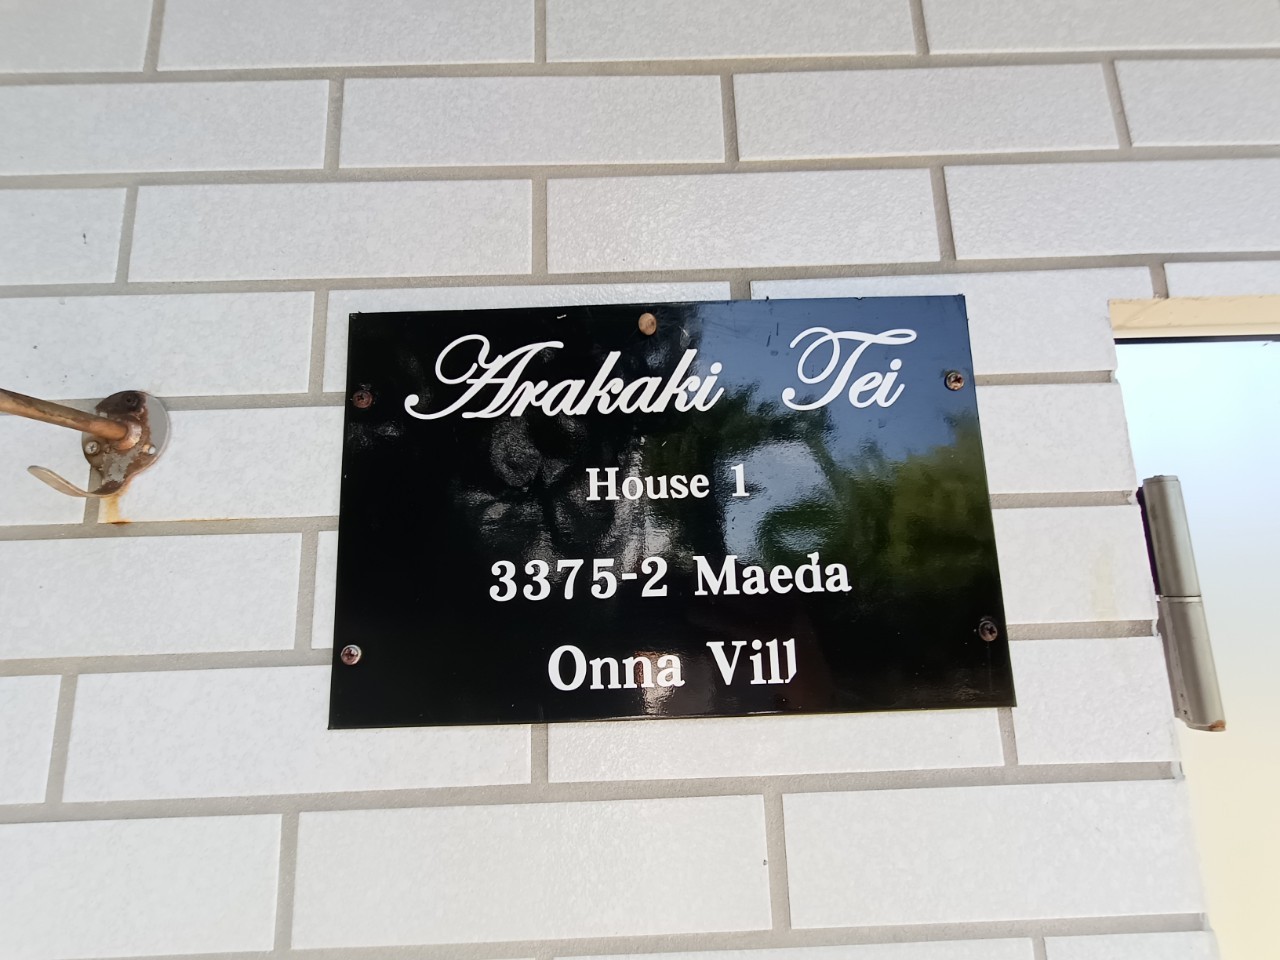 Arakaki Tei
House 1
3375-2 Maeda
Onna Vill